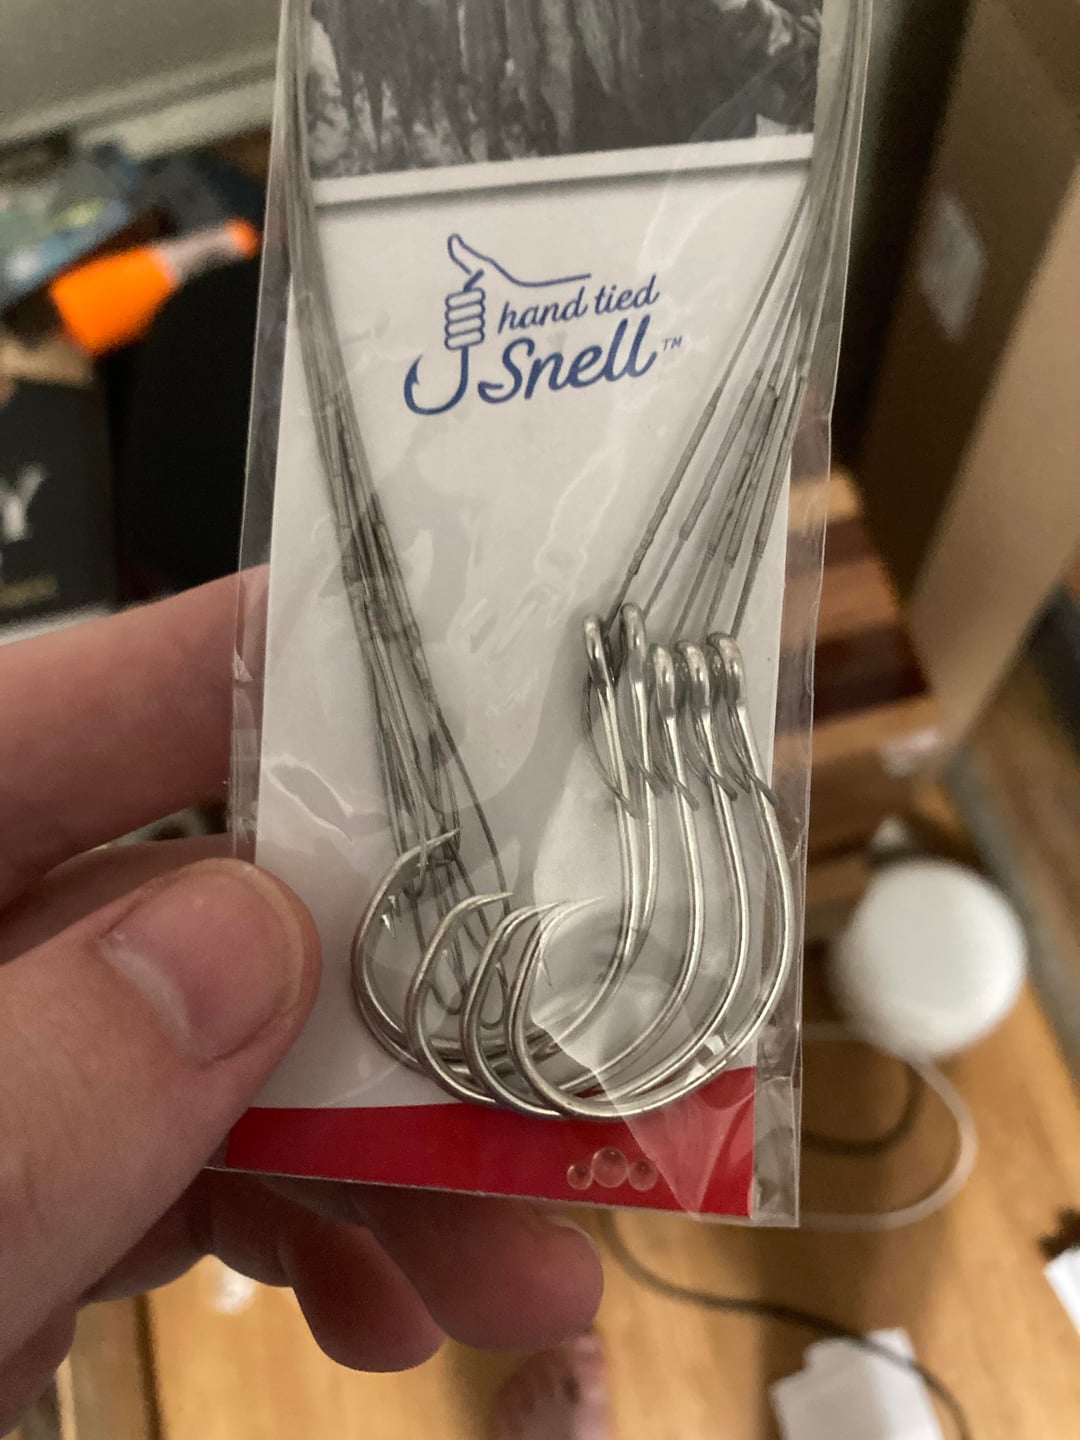 hand tied
Snell™